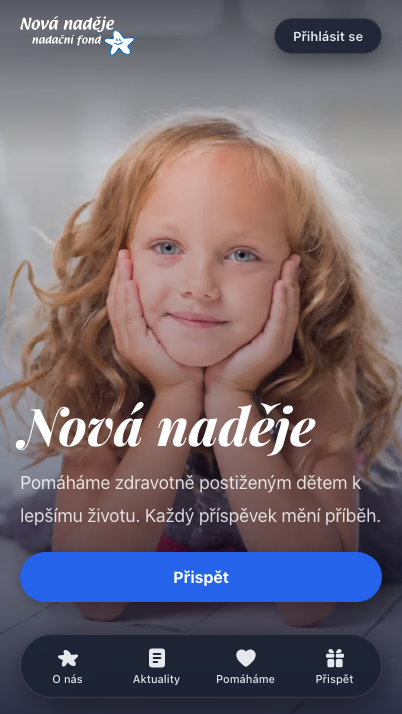 Nová naděje
nadační fond
Přihlásit se
Nová naděje
Pomáháme zdravotně postiženým dětem k
lepšímu životu. Každý příspěvek mění příběh.
Přispět
O nás
Aktuality
Pomáháme
Přispět